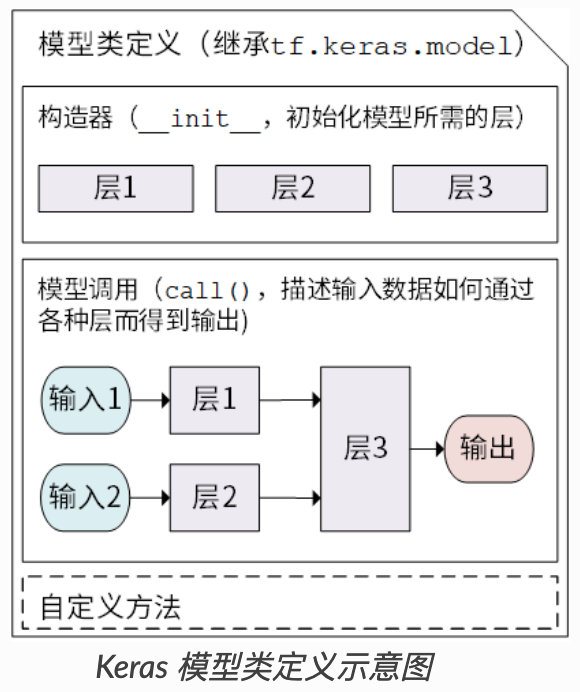 模型类定义（继承tf.keras.model）
构造器（__init__，初始化模型所需的层）
层1
层2
层3
模型调用（call()，描述输入数据如何通过
各种层而得到输出)
输入1
层1
输入2
层2
层3
输出
自定义方法
Keras 模型类定义示意图